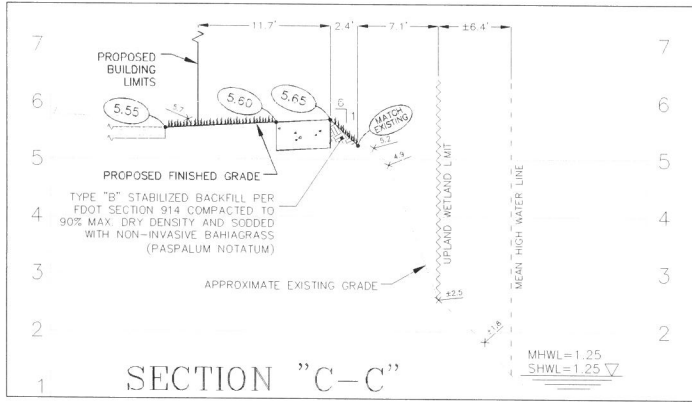 11.7' 2.4' 7.1' ±6.4'
7 7
PROPOSED
BUILDING
LIMITS
6 6
5.55 5.7 5.60 5.65 6 1
MATCH
EXISTING
5.2
5 5
4.9
PROPOSED FINISHED GRADE
TYPE "B" STABILIZED BACKFILL PER
FDOT SECTION 914 COMPACTED TO
90% MAX. DRY DENSITY AND SODDED
WITH NON-INVASIVE BAHIAGRASS
(PASPALUM NOTATUM)
4 4
UPLAND WETLAND LIMIT
MEAN HIGH WATER LINE
3 3
APPROXIMATE EXISTING GRADE
±2.5
2 2
±1.8
MHWL=1.25
SHWL=1.25
1
SECTION "C-C"